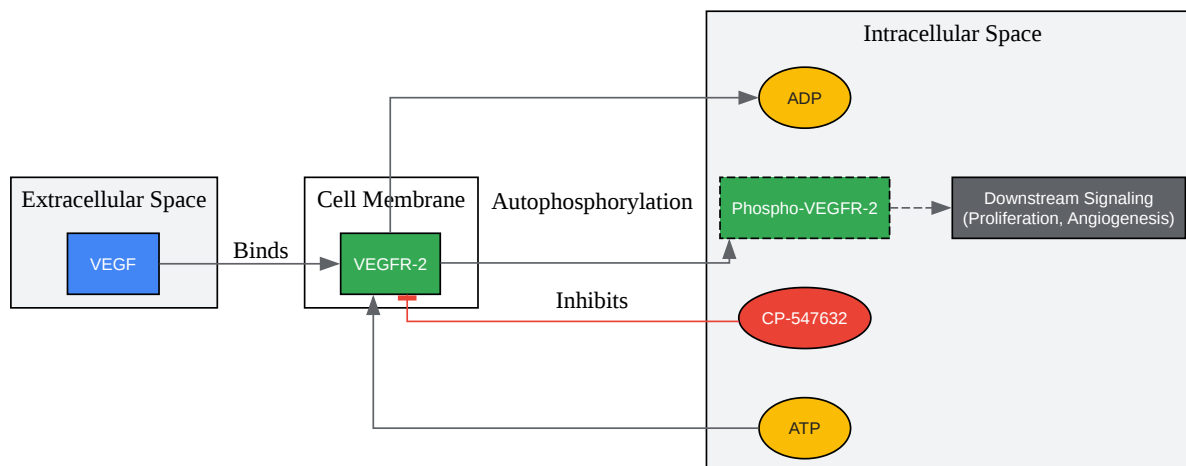 Intracellular Space
ADP
Extracellular Space
Cell Membrane
Autophosphorylation
Phospho-VEGFR-2
Downstream Signaling
(Proliferation, Angiogenesis)
VEGF
Binds
VEGFR-2
Inhibits
CP-547632
ATP